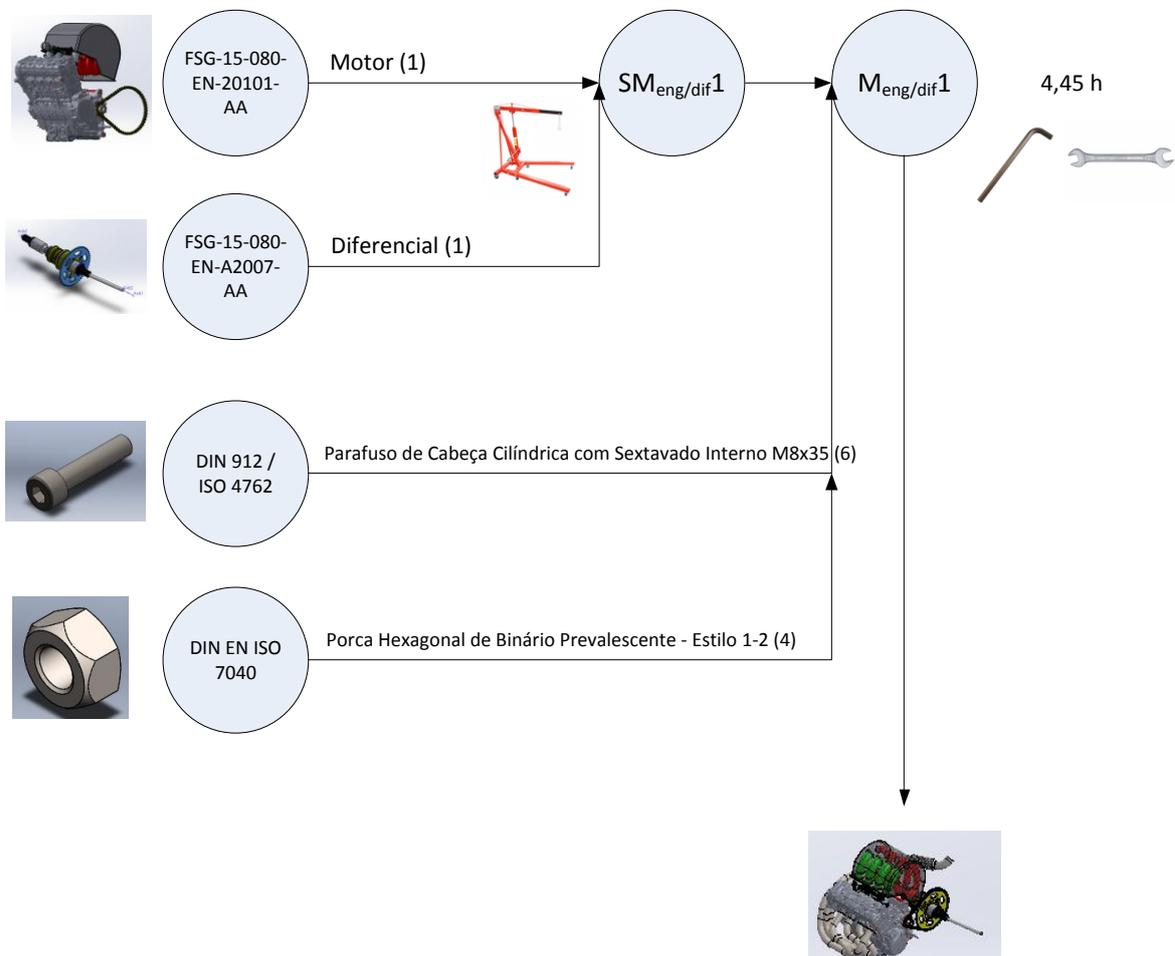 FSG-15-080-
EN-20101-
AA
Motor (1)
SMeng/dif1
Meng/dif1
4,45 h
FSG-15-080-
EN-A2007-
AA
Diferencial (1)
DIN 912 /
ISO 4762
Parafuso de Cabeça Cilíndrica com Sextavado Interno M8x35 (6)
DIN EN ISO
7040
Porca Hexagonal de Binário Prevalescente - Estilo 1-2 (4)